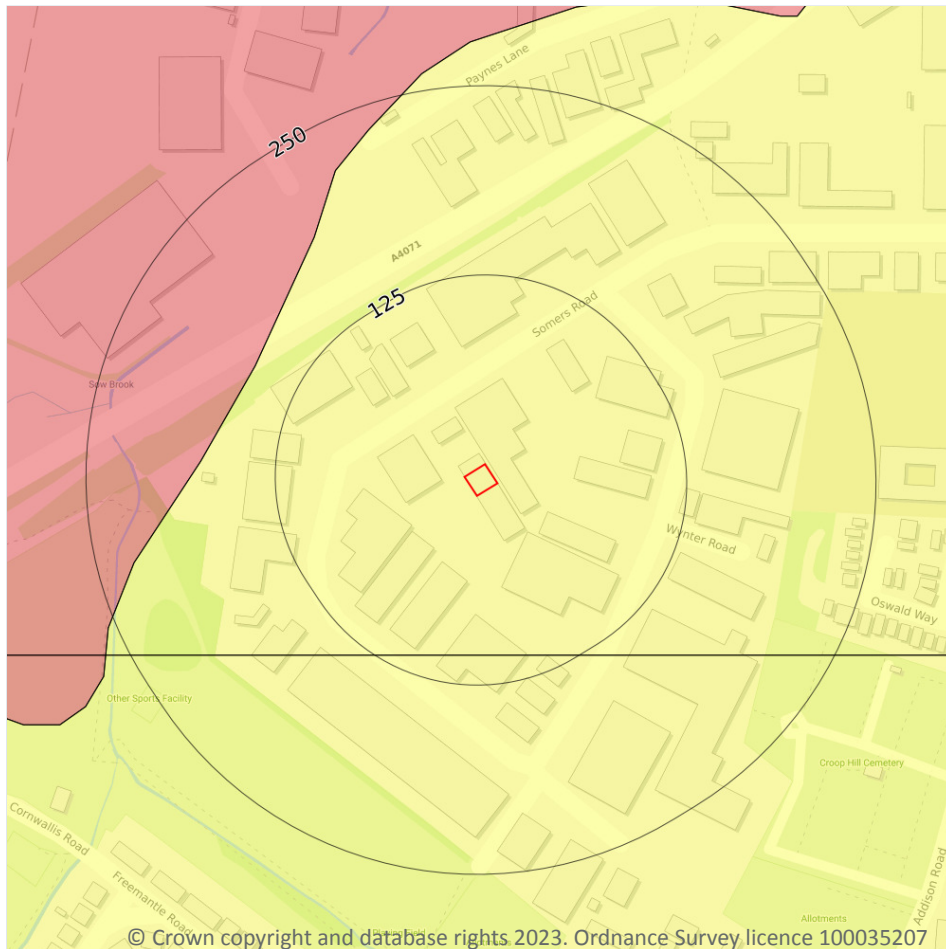 Paynes Lane
250
A4071
125
Somers Road
Sow Brook
Wynter Road
Oswald Way
Other Sports Facility
Croop Hill Cemetery
Cornwallis Road
Freemantle Road
Addison Road
Allotments
© Crown copyright and database rights 2023. Ordnance Survey licence 100035207